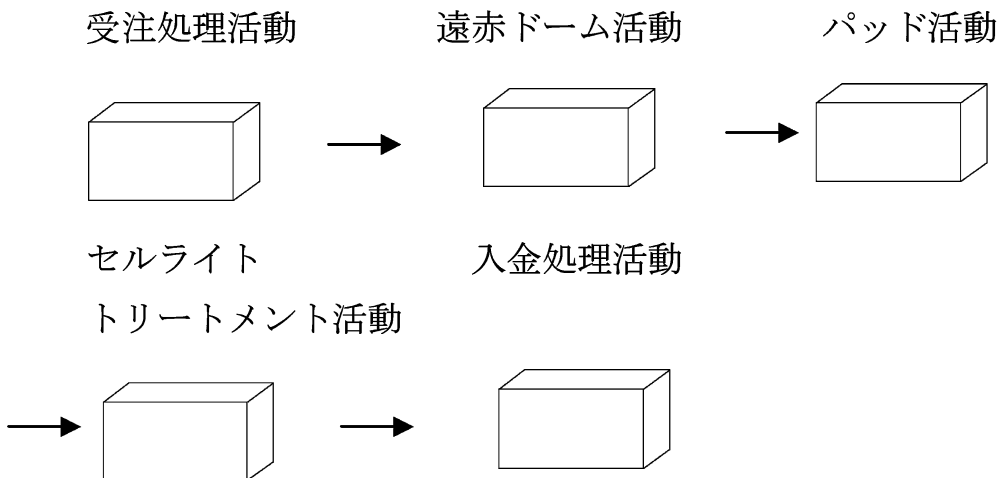 受注処理活動
遠赤ドーム活動
パッド活動
セルライト
トリートメント活動
入金処理活動